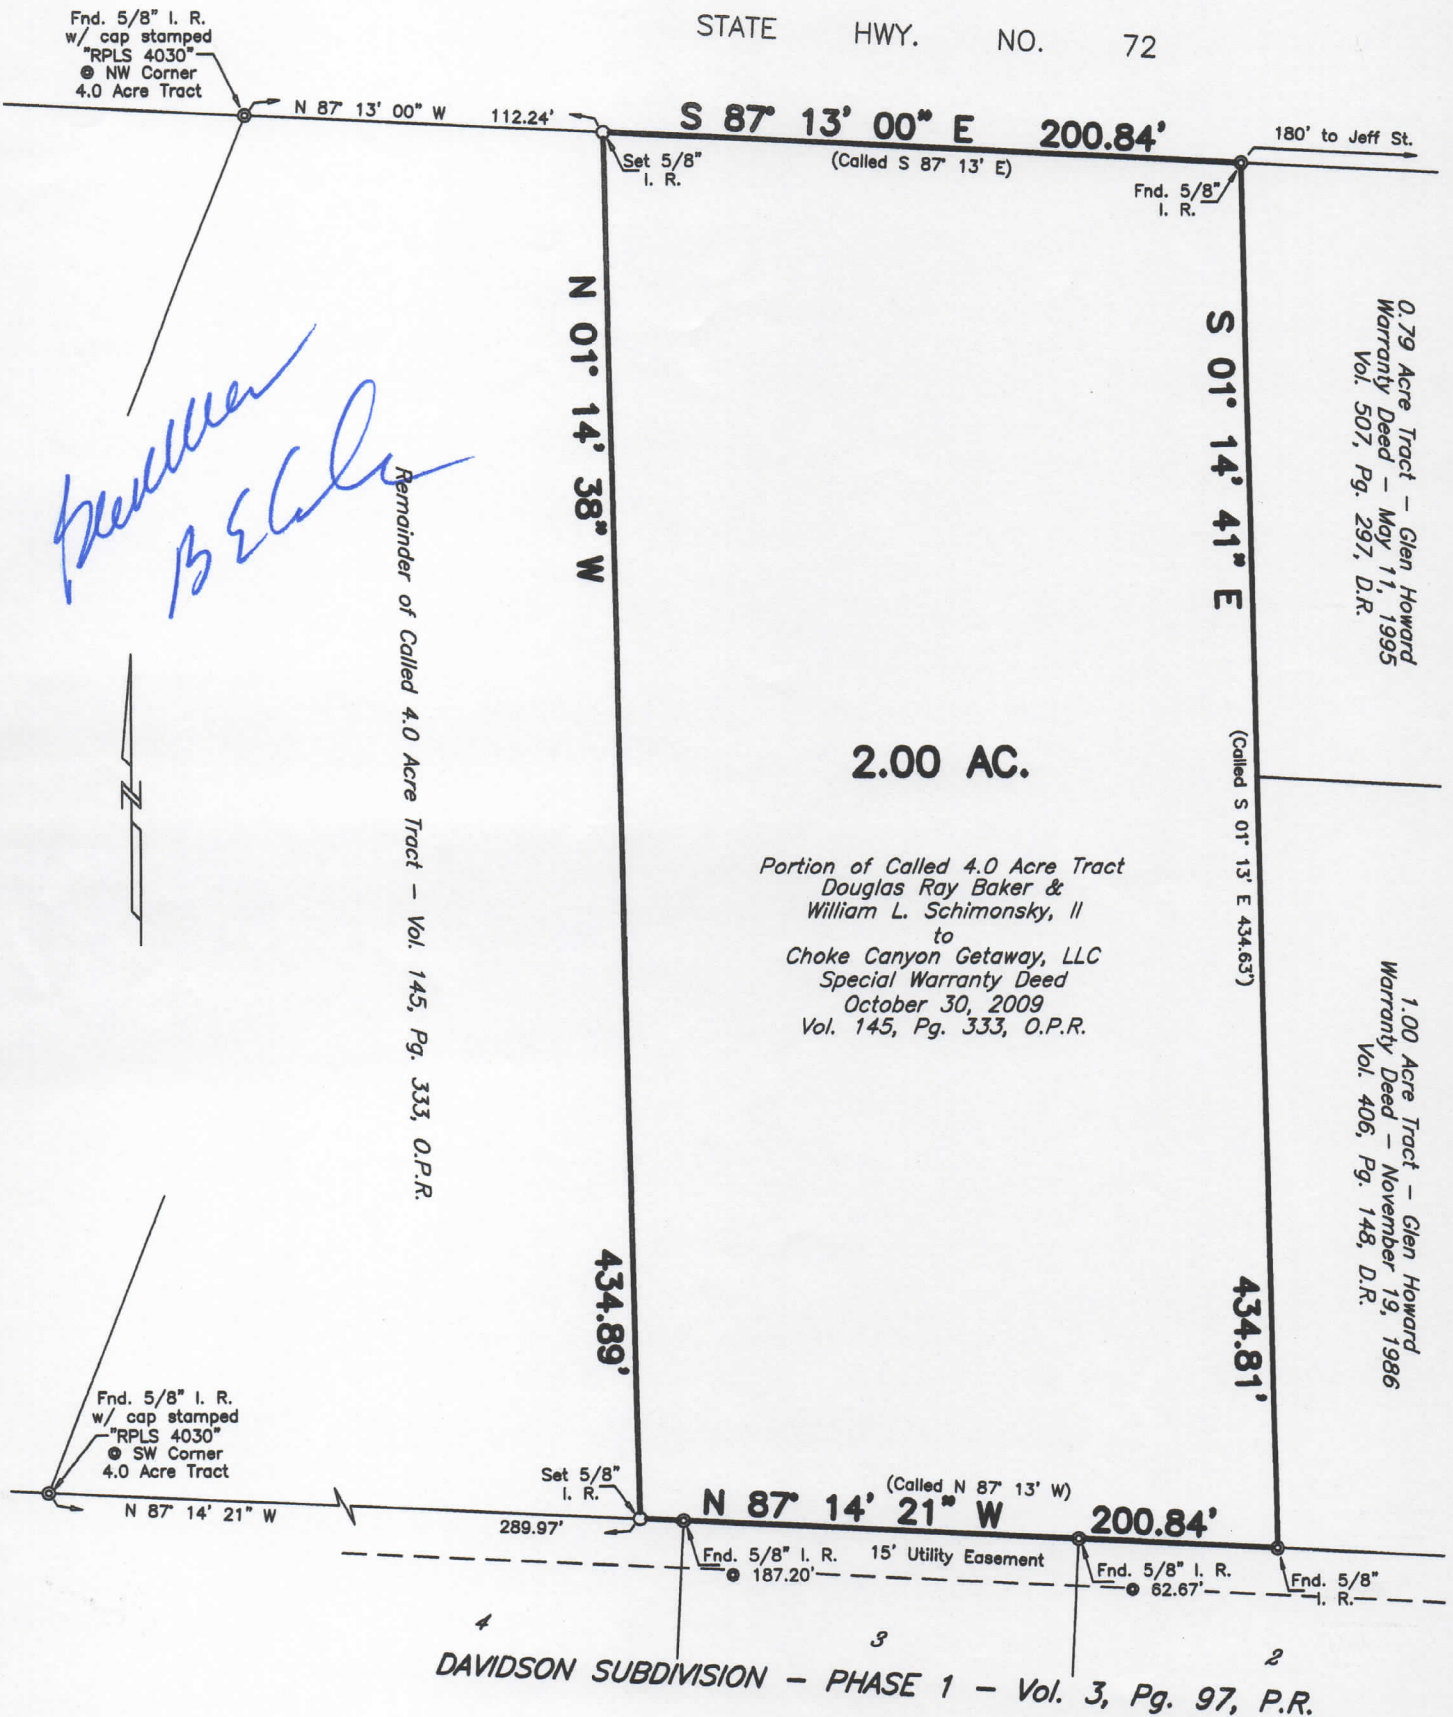 STATE HWY. NO. 72
Fnd. 5/8" I. R.
w/ cap stamped
"RPLS 4030"
@ NW Corner
4.0 Acre Tract
N 87° 13' 00" W 112.24'
S 87° 13' 00" E 200.84'
(Called S 87° 13' E)
180' to Jeff St.
Set 5/8"
I. R.
Fnd. 5/8"
I. R.
N 01° 14' 38" W
434.89'
S 01° 14' 41" E
434.81'
(Called S 01° 13' E 434.63')
0.79 Acre Tract - Glen Howard
Warranty Deed - May 11, 1995
Vol. 507, Pg. 297, D.R.
1.00 Acre Tract - Glen Howard
Warranty Deed - November 19, 1986
Vol. 406, Pg. 148, D.R.
Remainder of Called 4.0 Acre Tract - Vol. 145, Pg. 333, O.P.R.
N
2.00 AC.
Portion of Called 4.0 Acre Tract
Douglas Ray Baker &
William L. Schimonsky, II
to
Choke Canyon Getaway, LLC
Special Warranty Deed
October 30, 2009
Vol. 145, Pg. 333, O.P.R.
Fnd. 5/8" I. R.
w/ cap stamped
"RPLS 4030"
@ SW Corner
4.0 Acre Tract
N 87° 14' 21" W
289.97'
Set 5/8"
I. R.
(Called N 87° 13' W)
N 87° 14' 21" W 200.84'
Fnd. 5/8" I. R.
@ 187.20'
15' Utility Easement
Fnd. 5/8" I. R.
@ 62.67'
Fnd. 5/8"
I. R.
4
3
2
DAVIDSON SUBDIVISION - PHASE 1 - Vol. 3, Pg. 97, P.R.